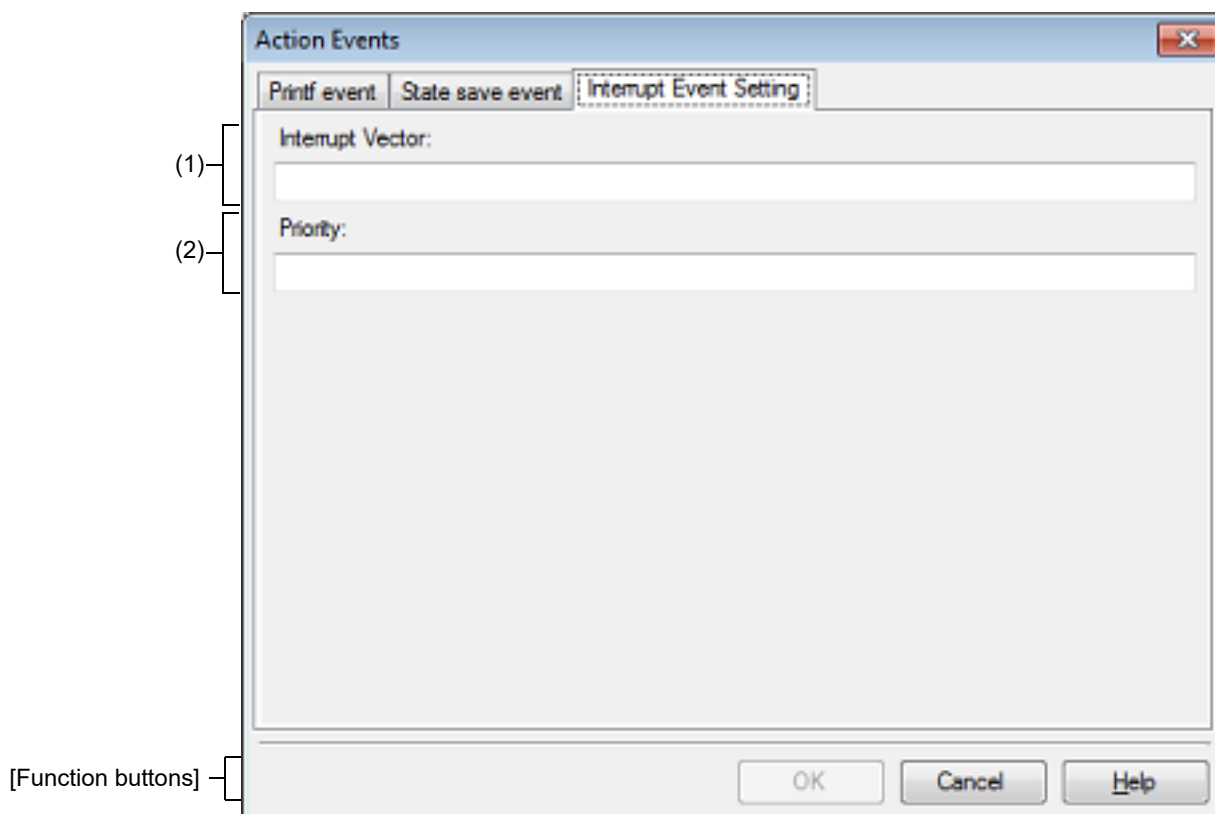 Action Events
Printf event State save event Interrupt Event Setting
Interrupt Vector:
(1)
Priority:
(2)
[Function buttons]
OK Cancel Help